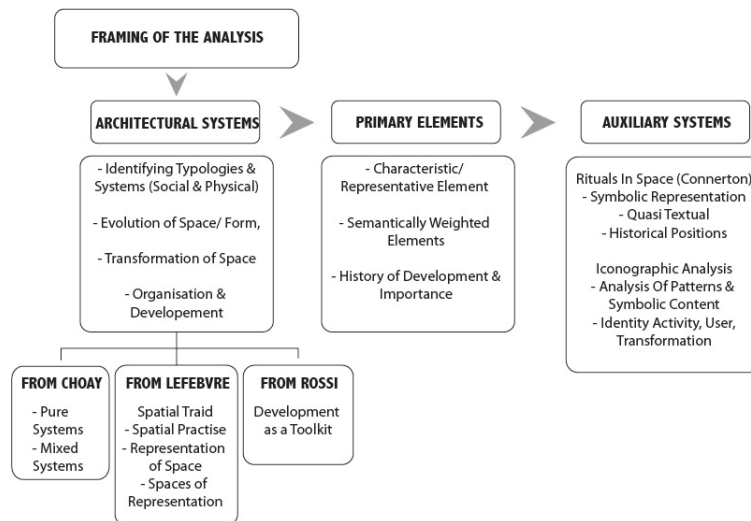 FRAMING OF THE ANALYSIS
ARCHITECTURAL SYSTEMS
- Identifying Typologies &
Systems (Social & Physical)
- Evolution of Space/ Form,
- Transformation of Space
- Organisation &
Developement
PRIMARY ELEMENTS
- Characteristic/
Representative Element
- Semantically Weighted
Elements
- History of Development &
Importance
AUXILIARY SYSTEMS
Rituals In Space (Connerton)
- Symbolic Representation
- Quasi Textual
- Historical Positions
Iconographic Analysis
- Analysis Of Patterns &
Symbolic Content
- Identity Activity, User,
Transformation
FROM CHOAY
- Pure
Systems
- Mixed
Systems
FROM LEFEBVRE
Spatial Traid
- Spatial Practise
- Representation
of Space
- Spaces of
Representation
FROM ROSSI
Development
as a Toolkit